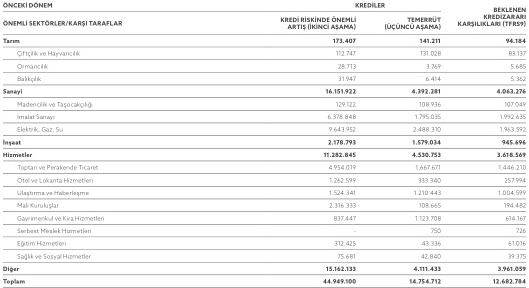 ÖNCEKİ DÖNEM KREDİLER
ÖNEMLİ SEKTÖRLER/KARŞI TARAFLAR KREDİ RİSKİNDE ÖNEMLİ ARTIŞ (İKİNCİ AŞAMA) TEMERRÜT (ÜÇÜNCÜ AŞAMA) BEKLENEN KREDİZARARI KARŞILIKLARI (TFRS9)
Tarım 173.407 141.211 94.184
Çiftçilik ve Hayvancılık 112.747 131.028 83.137
Ormancılık 28.713 3.769 5.685
Balıkçılık 31.947 6.414 5.362
Sanayi 16.151.922 4.392.281 4.063.276
Madencilik ve Taşocakçılığı 129.122 108.936 107.049
İmalat Sanayi 6.378.848 1.795.035 1.992.635
Elektrik, Gaz, Su 9.643.952 2.488.310 1.963.592
İnşaat 2.178.793 1.579.034 945.696
Hizmetler 11.282.845 4.530.753 3.618.569
Toptan ve Perakende Ticaret 4.954.019 1.667.671 1.446.210
Otel ve Lokanta Hizmetleri 1.262.599 333.340 257.994
Ulaştırma ve Haberleşme 1.524.341 1.210.443 1.004.599
Mali Kuruluşlar 2.316.333 108.665 194.482
Gayrimenkul ve Kira Hizmetleri 837.447 1.123.708 614.167
Serbest Meslek Hizmetleri - 750 726
Eğitim Hizmetleri 312.425 43.336 61.016
Sağlık ve Sosyal Hizmetler 75.681 42.840 39.375
Diğer 15.162.133 4.111.433 3.961.059
Toplam 44.949.100 14.754.712 12.682.784